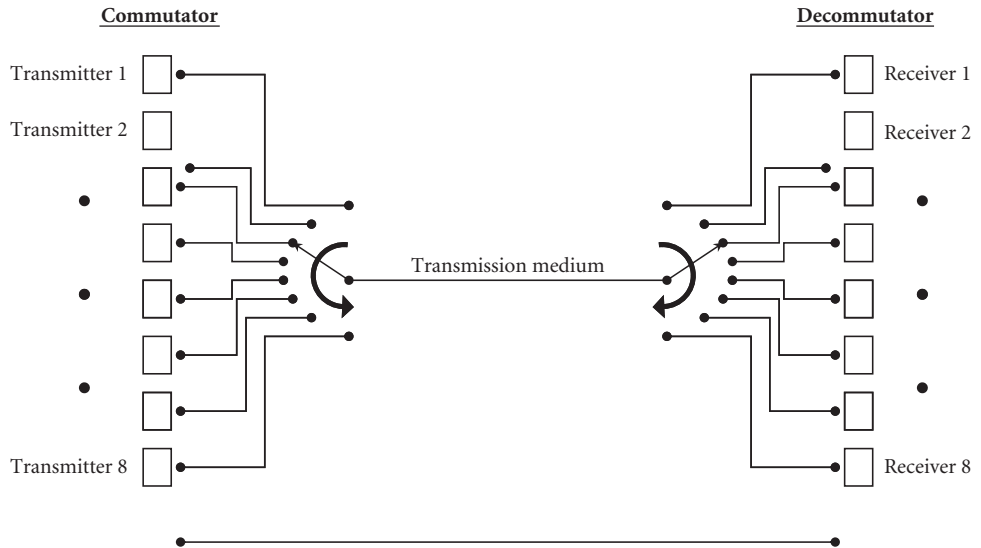 Commutator
Decommutator
Transmitter 1
Receiver 1
Transmitter 2
Receiver 2
Transmission medium
Transmitter 8
Receiver 8